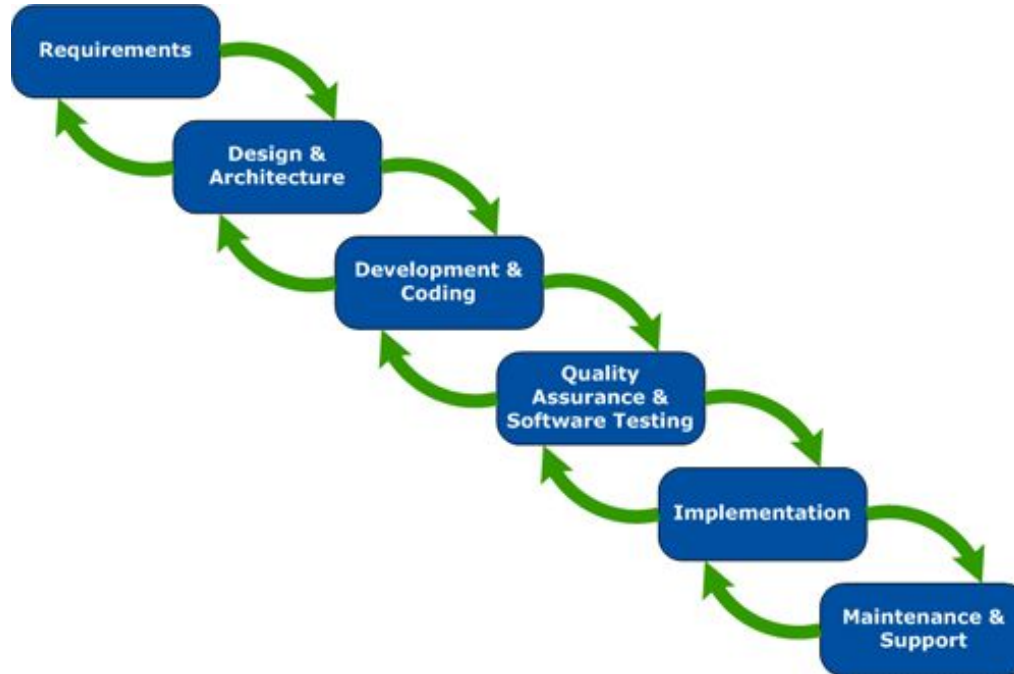 Requirements
Design &
Architecture
Development &
Coding
Quality
Assurance &
Software Testing
Implementation
Maintenance &
Support